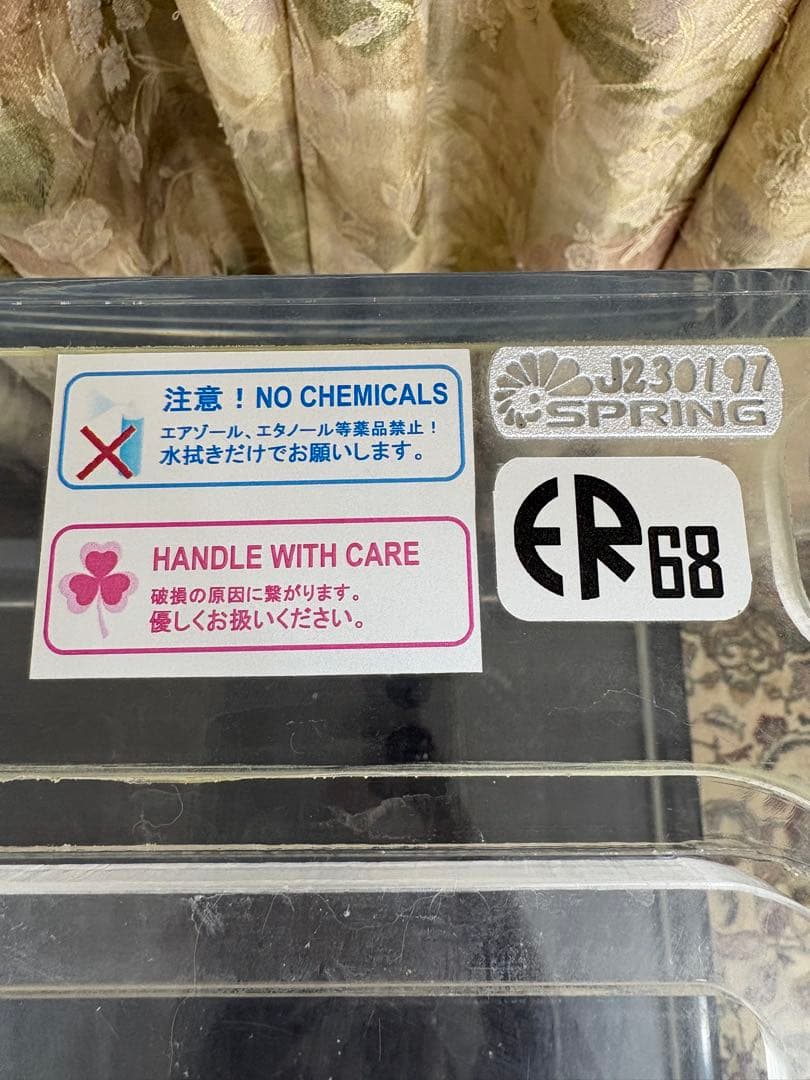 注意！NO CHEMICALS
エアゾール、エタノール等薬品禁止！
水拭きだけでお願いします。
HANDLE WITH CARE
破損の原因に繋がります。
優しくお扱いください。
J230197
SPRING
ER68